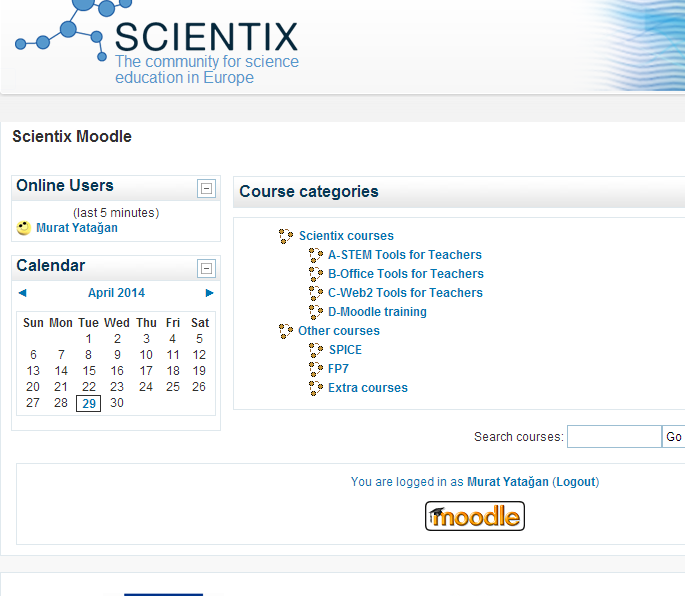 SCIENTIX
The community for science
education in Europe
Scientix Moodle
Online Users
(last 5 minutes)
Murat Yatağan
Calendar
April 2014
Sun Mon Tue Wed Thu Fri Sat
1 2 3 4 5
6 7 8 9 10 11 12
13 14 15 16 17 18 19
20 21 22 23 24 25 26
27 28 29 30
Course categories
Scientix courses
A-STEM Tools for Teachers
B-Office Tools for Teachers
C-Web2 Tools for Teachers
D-Moodle training
Other courses
SPICE
FP7
Extra courses
Search courses: Go
You are logged in as Murat Yatağan (Logout)
moodle